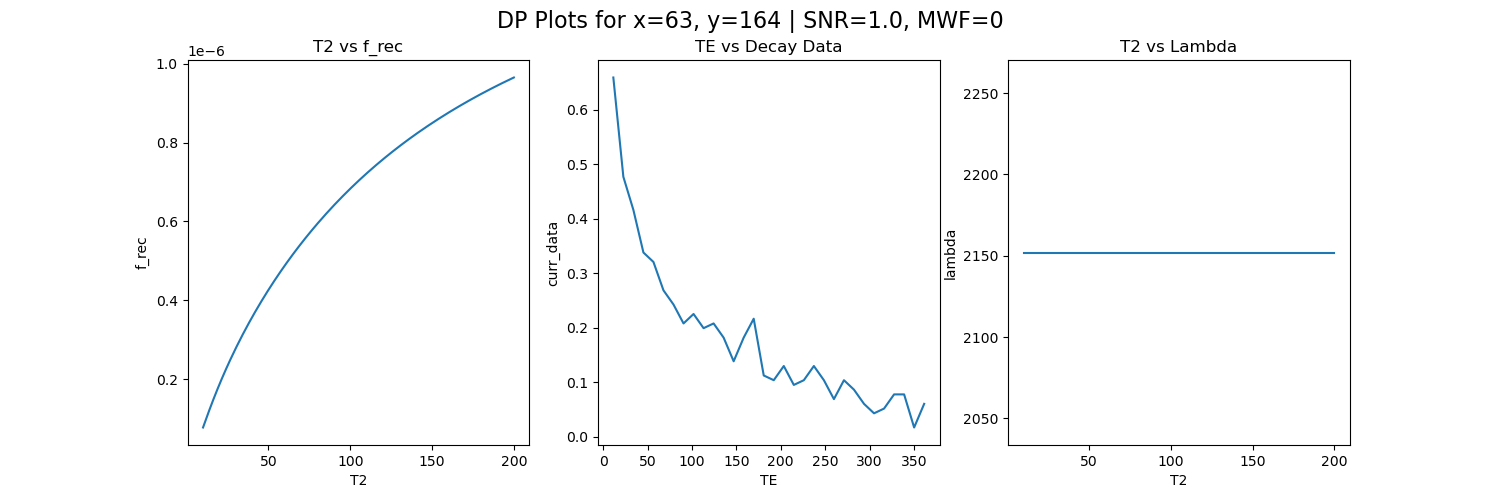 DP Plots for x=63, y=164 | SNR=1.0, MWF=0
T2 vs f_rec
1e−6
1.0
0.8
0.6
0.4
0.2
f_rec
50 100 150 200
T2
TE vs Decay Data
0.6
0.5
0.4
0.3
0.2
0.1
0.0
curr_data
0 50 100 150 200 250 300 350
TE
T2 vs Lambda
2250
2200
2150
2100
2050
lambda
50 100 150 200
T2